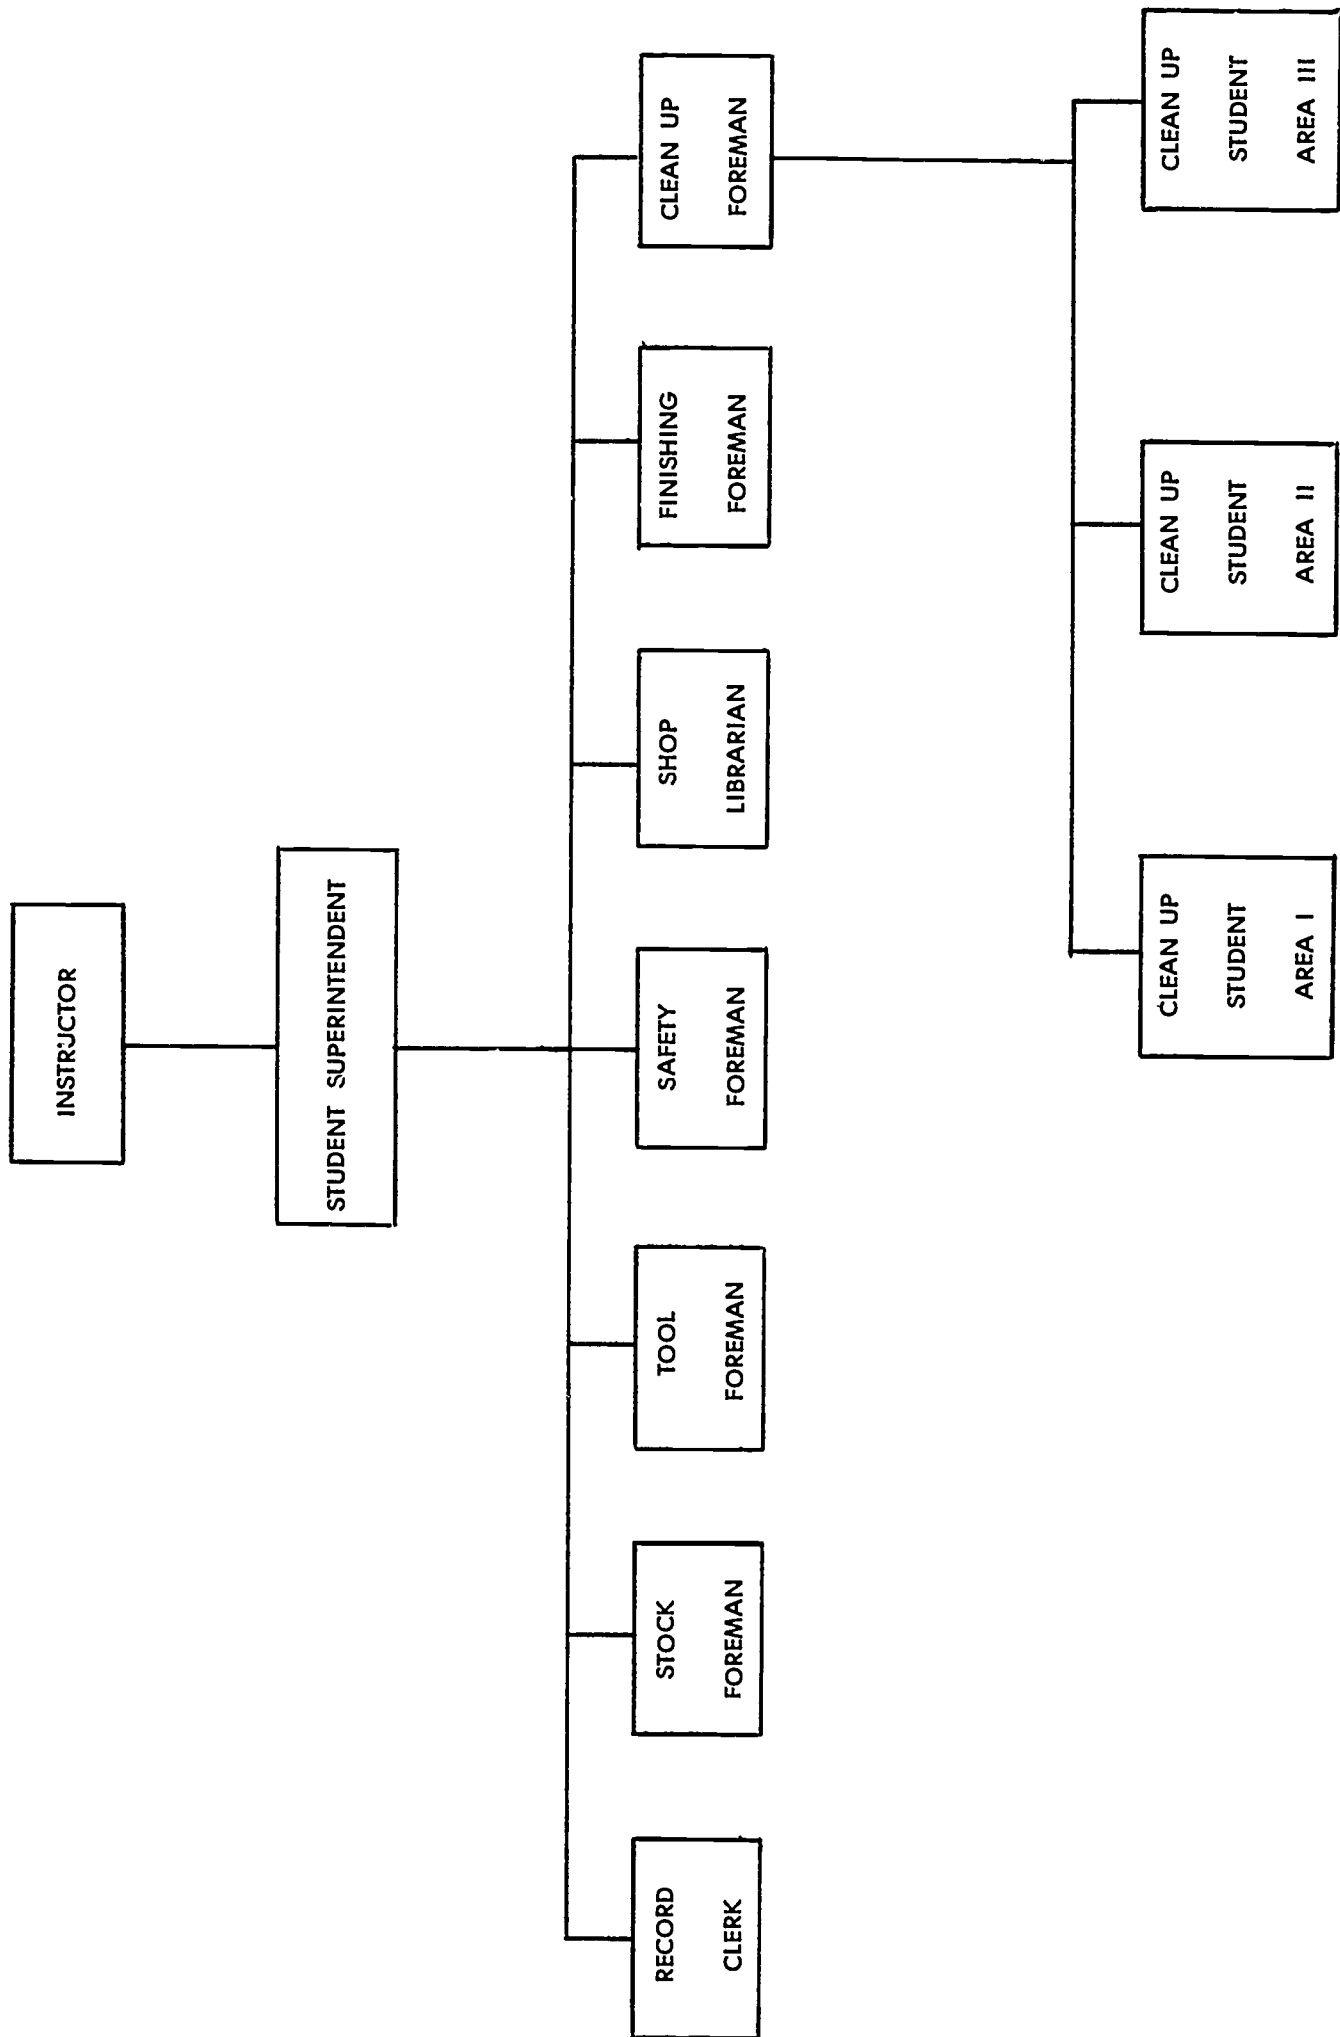 INSTRUCTOR
STUDENT SUPERINTENDENT
RECORD
CLERK
STOCK
FOREMAN
TOOL
FOREMAN
SAFETY
FOREMAN
SHOP
LIBRARIAN
FINISHING
FOREMAN
CLEAN UP
FOREMAN
CLEAN UP
STUDENT
AREA I
CLEAN UP
STUDENT
AREA II
CLEAN UP
STUDENT
AREA III